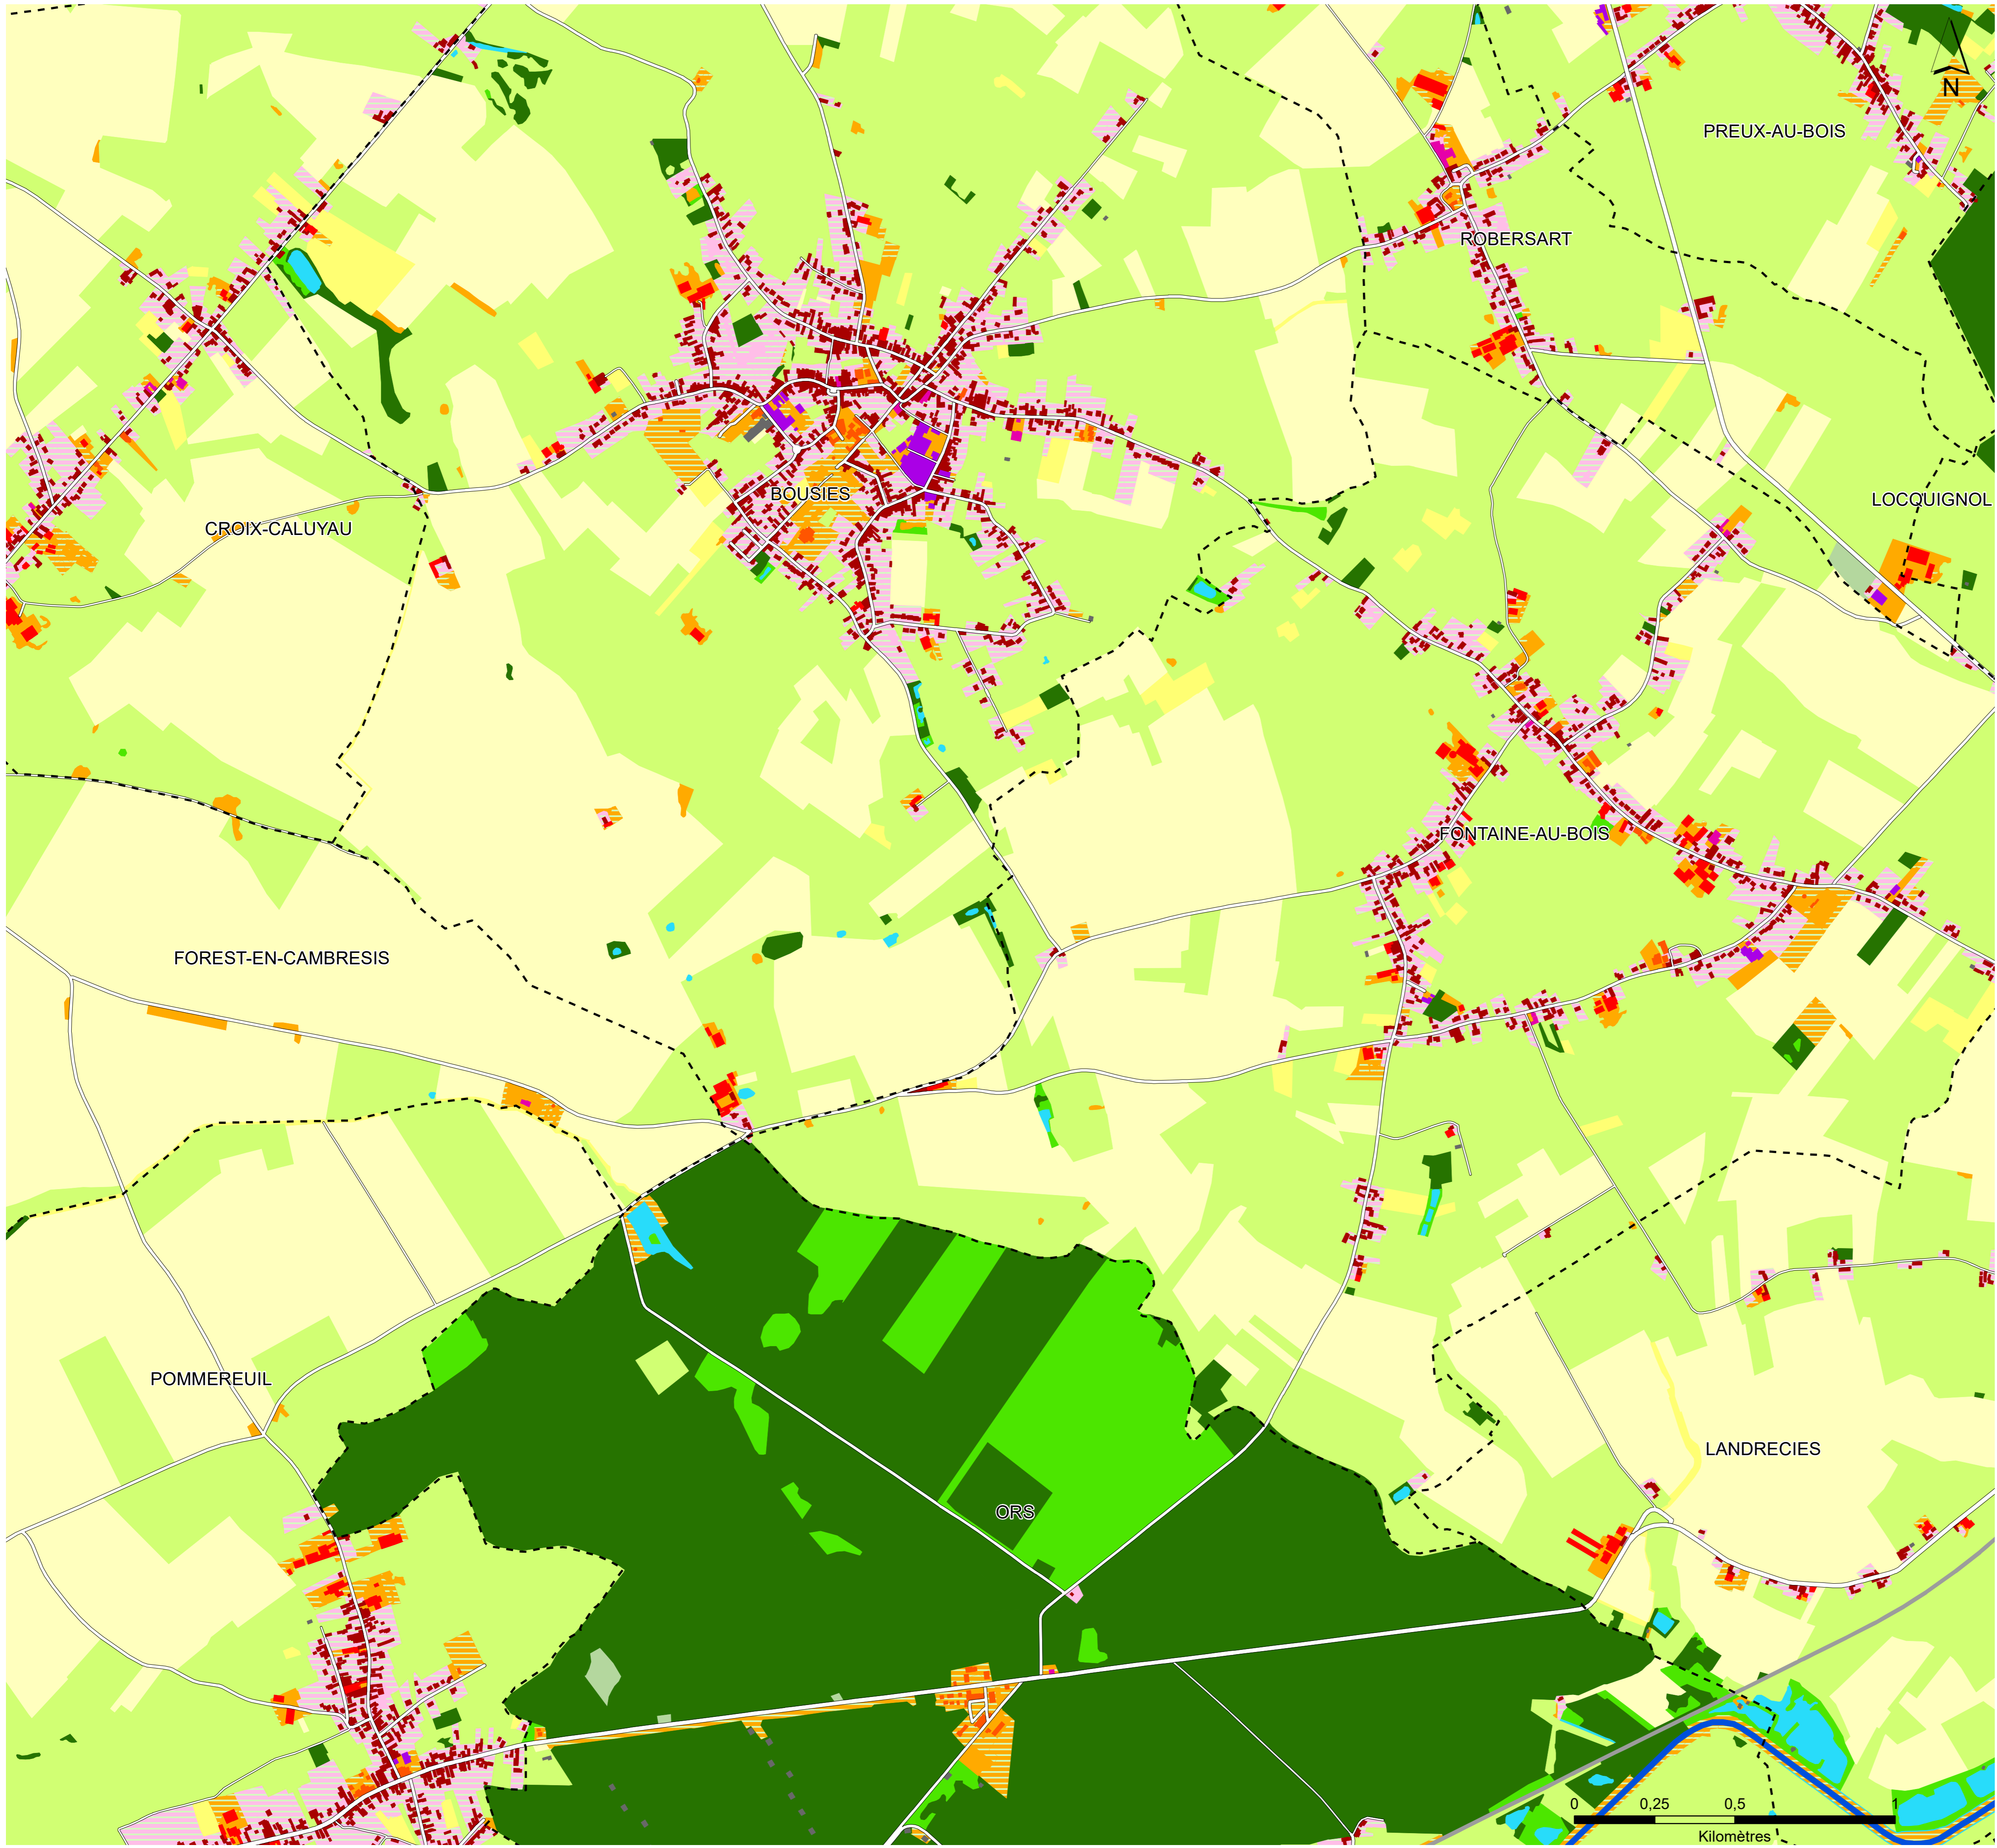 N
PREUX-AU-BOIS
ROBERSART
BOUSIES
LOCQUIGNOL
CROIX-CALUYAU
FONTAINE-AU-BOIS
FOREST-EN-CAMBRESIS
POMMEREUIL
LANDRECIES
ORS
0 0,25 0,5 1
Kilomètres